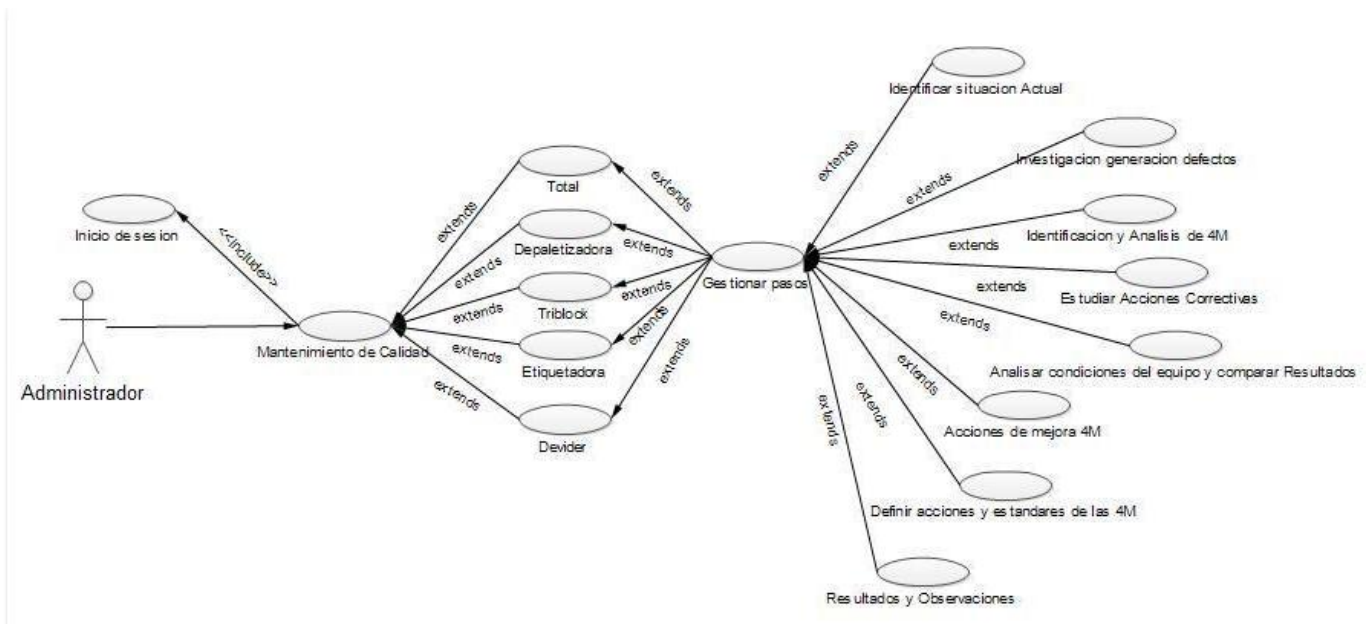 Identificar situacion Actual
extends
Investigacion generacion defectos
extends
Total
extends
extends
Inicio de sesion
<<include>>
Depaletizadora
extends
extends
Identificacion y Analisis de 4M
extends
Gestionar pasos
Triblock
extends
extends
Estudiar Acciones Correctivas
extends
Mantenimiento de Calidad
Etiquetadora
extends
extends
Analisar condiciones del equipo y comparar Resultados
extends
Administrador
Devider
extends
extends
Acciones de mejora 4M
extends
Definir acciones y estandares de las 4M
extends
Resultados y Observaciones
extends